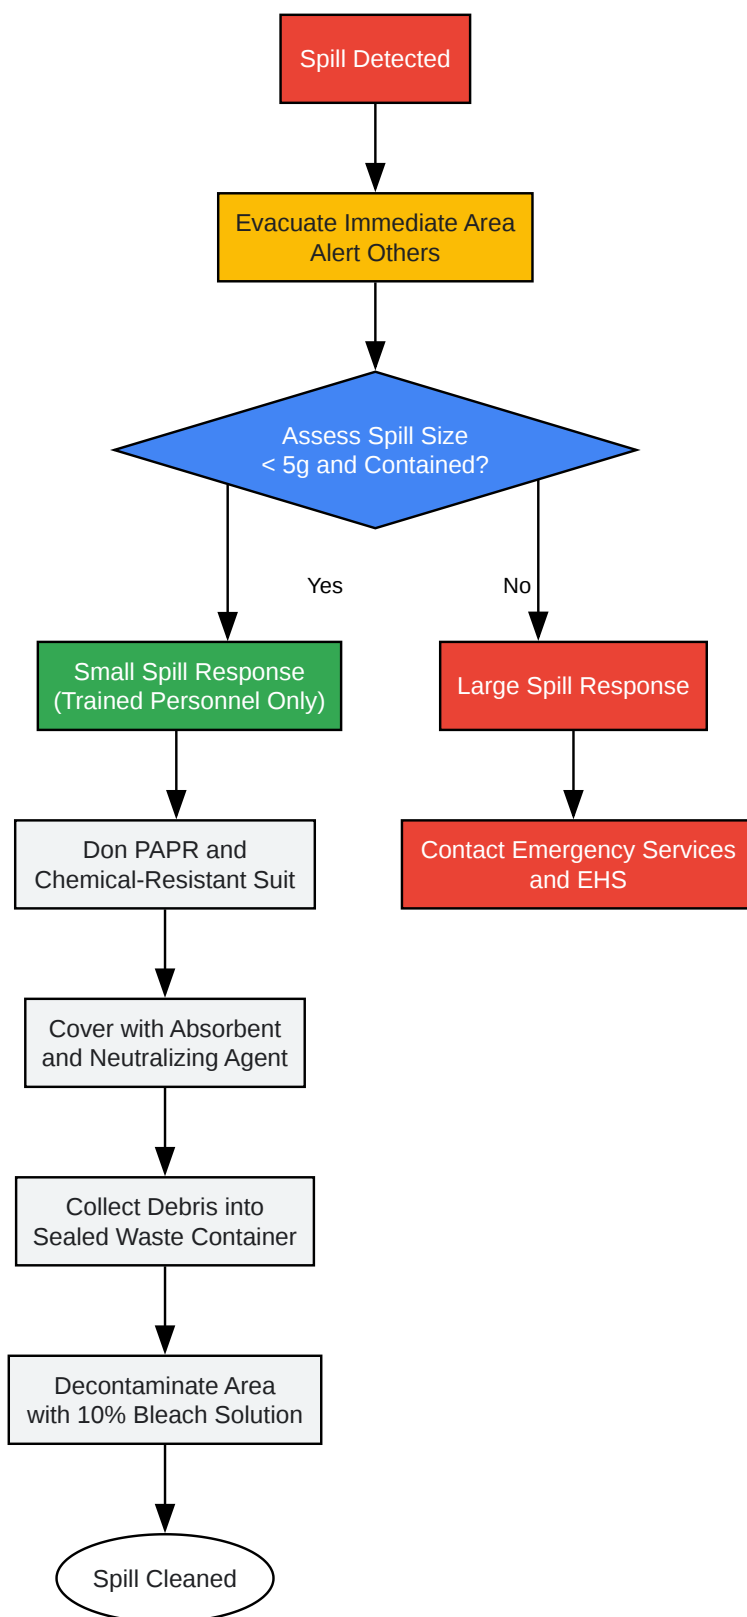 Spill Detected
Evacuate Immediate Area
Alert Others
Assess Spill Size
< 5g and Contained?
Yes
No
Small Spill Response
(Trained Personnel Only)
Large Spill Response
Don PAPR and
Chemical-Resistant Suit
Contact Emergency Services
and EHS
Cover with Absorbent
and Neutralizing Agent
Collect Debris into
Sealed Waste Container
Decontaminate Area
with 10% Bleach Solution
Spill Cleaned